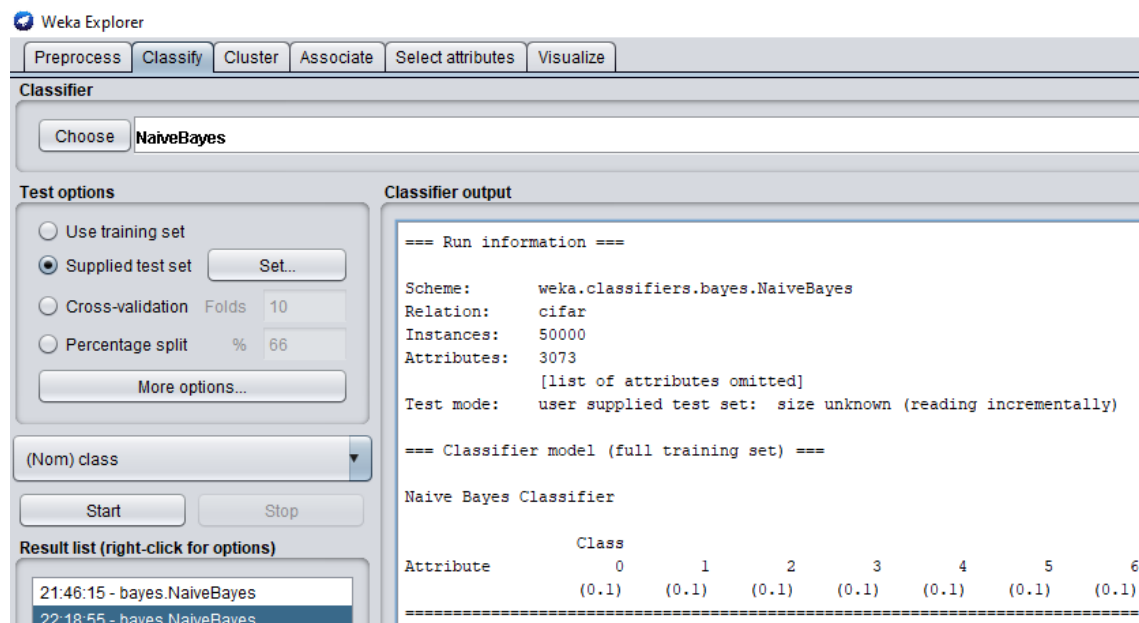 Weka Explorer
Preprocess Classify Cluster Associate Select attributes Visualize
Classifier
Choose NaiveBayes
Test options
Use training set
Supplied test set Set...
Cross-validation Folds 10
Percentage split % 66
More options...
(Nom) class
Start Stop
Result list (right-click for options)
21:46:15 - bayes.NaiveBayes
22:18:55 - bayes.NaiveBayes
Classifier output
=== Run information ===
Scheme: weka.classifiers.bayes.NaiveBayes
Relation: cifar
Instances: 50000
Attributes: 3073
[list of attributes omitted]
Test mode: user supplied test set: size unknown (reading incrementally)
=== Classifier model (full training set) ===
Naive Bayes Classifier
Class
Attribute 0 1 2 3 4 5 6
(0.1) (0.1) (0.1) (0.1) (0.1) (0.1) (0.1)
================================================================================